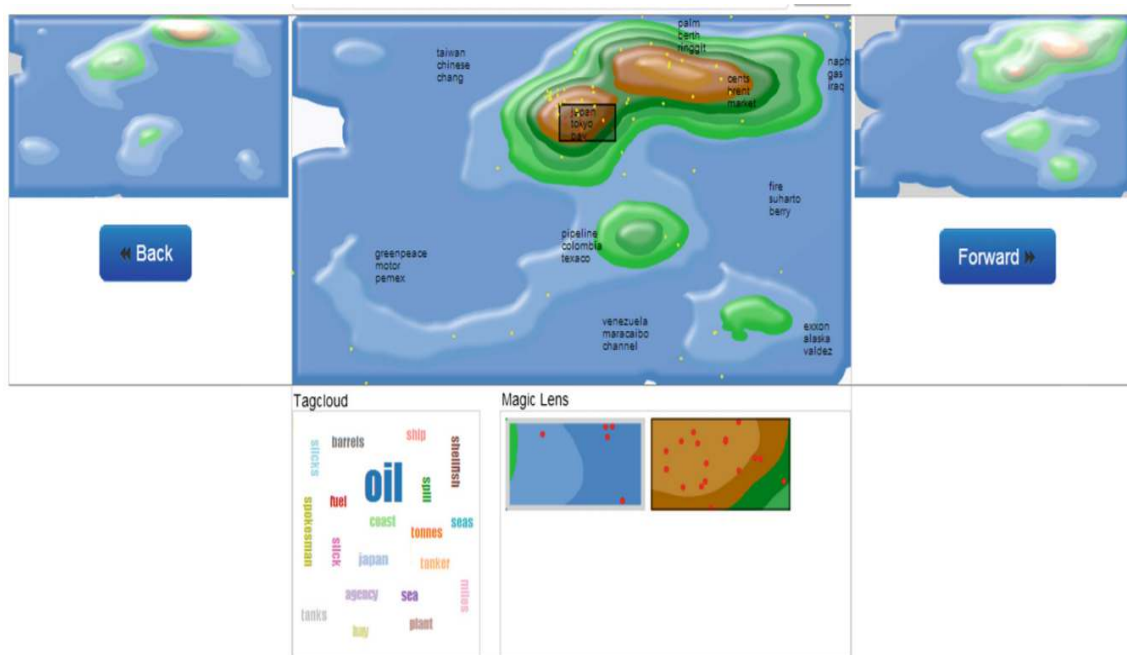 palm
berth
ringgit
taiwan
chinese
chang
naph
gas
iraq
cents
brent
market
japan
tokyo
bay
fire
suharto
berry
pipeline
colombia
texaco
greenpeace
motor
pemex
venezuela
maracaibo
channel
exxon
alaska
valdez
Back
Forward
Tagcloud
Magic Lens
slicks
barrels
ship
shellfish
oil
spill
fuel
spokesman
coast
seas
tonnes
slick
japan
tanker
agency
sea
miles
tanks
bay
plant